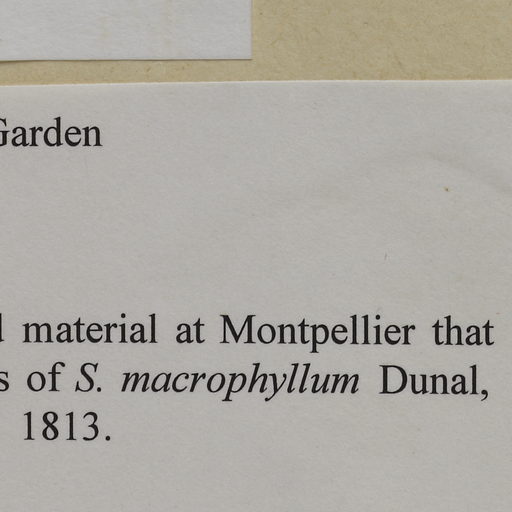 Garden
material at Montpellier that
of S. macrophyllum Dunal,
1813.